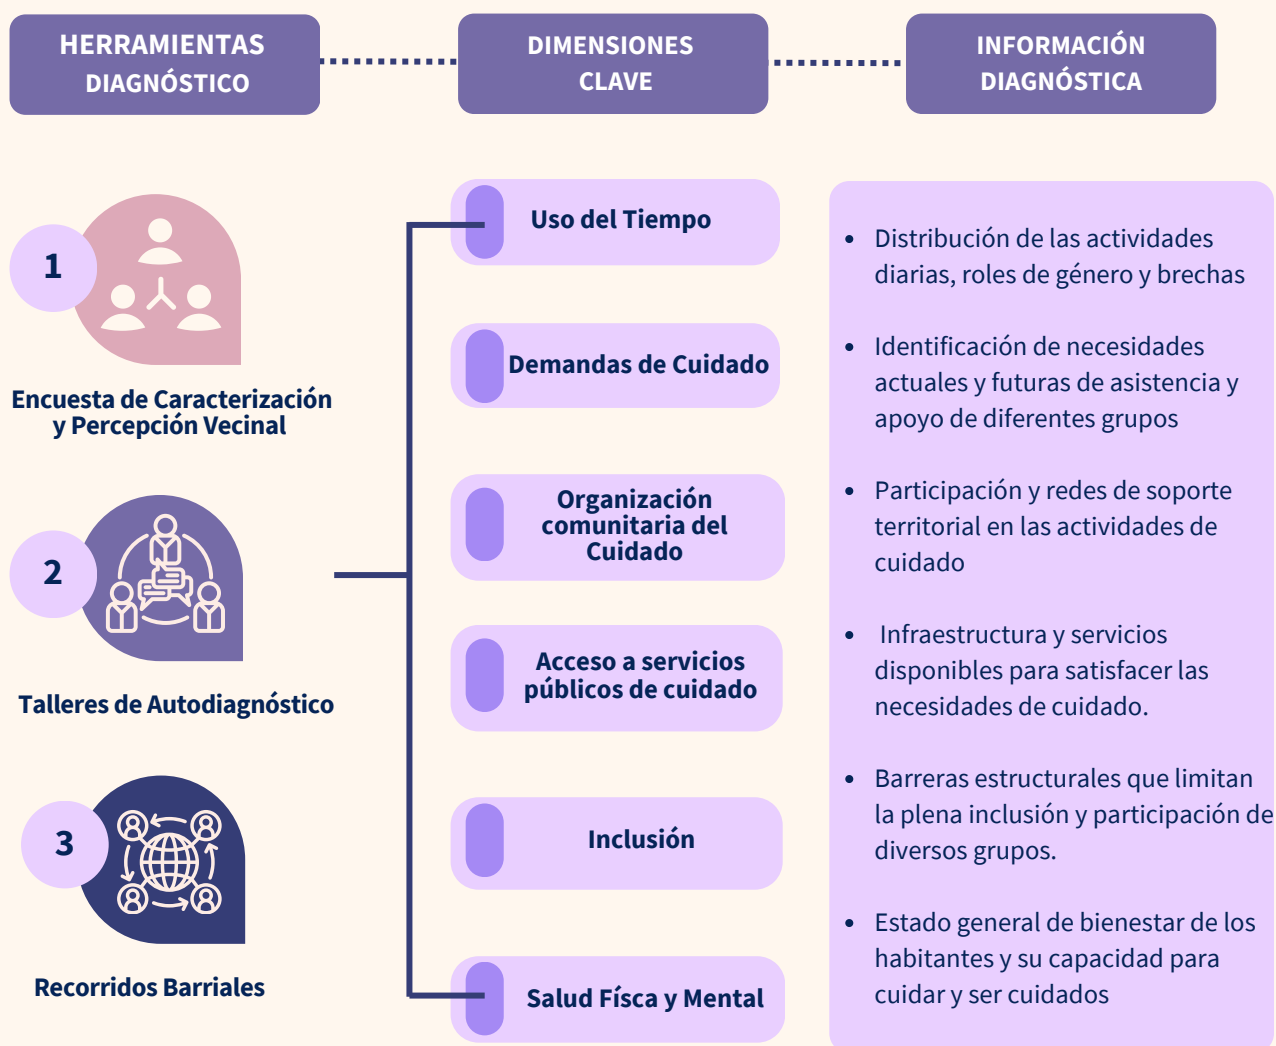 HERRAMIENTAS
DIAGNÓSTICO
DIMENSIONES
CLAVE
INFORMACIÓN
DIAGNÓSTICA
1
Encuesta de Caracterización
y Percepción Vecinal
2
Talleres de Autodiagnóstico
3
Recorridos Barriales
Uso del Tiempo
Demandas de Cuidado
Organización
comunitaria del
Cuidado
Acceso a servicios
públicos de cuidado
Inclusión
Salud Físca y Mental
• Distribución de las actividades
diarias, roles de género y brechas
• Identificación de necesidades
actuales y futuras de asistencia y
apoyo de diferentes grupos
• Participación y redes de soporte
territorial en las actividades de
cuidado
• Infraestructura y servicios
disponibles para satisfacer las
necesidades de cuidado.
• Barreras estructurales que limitan
la plena inclusión y participación de
diversos grupos.
• Estado general de bienestar de los
habitantes y su capacidad para
cuidar y ser cuidados